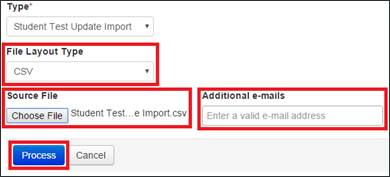 Type*
Student Test Update Import
File Layout Type
CSV
Source File
Additional e-mails
Choose File Student Test...e Import.csv
Enter a valid e-mail address
Process Cancel